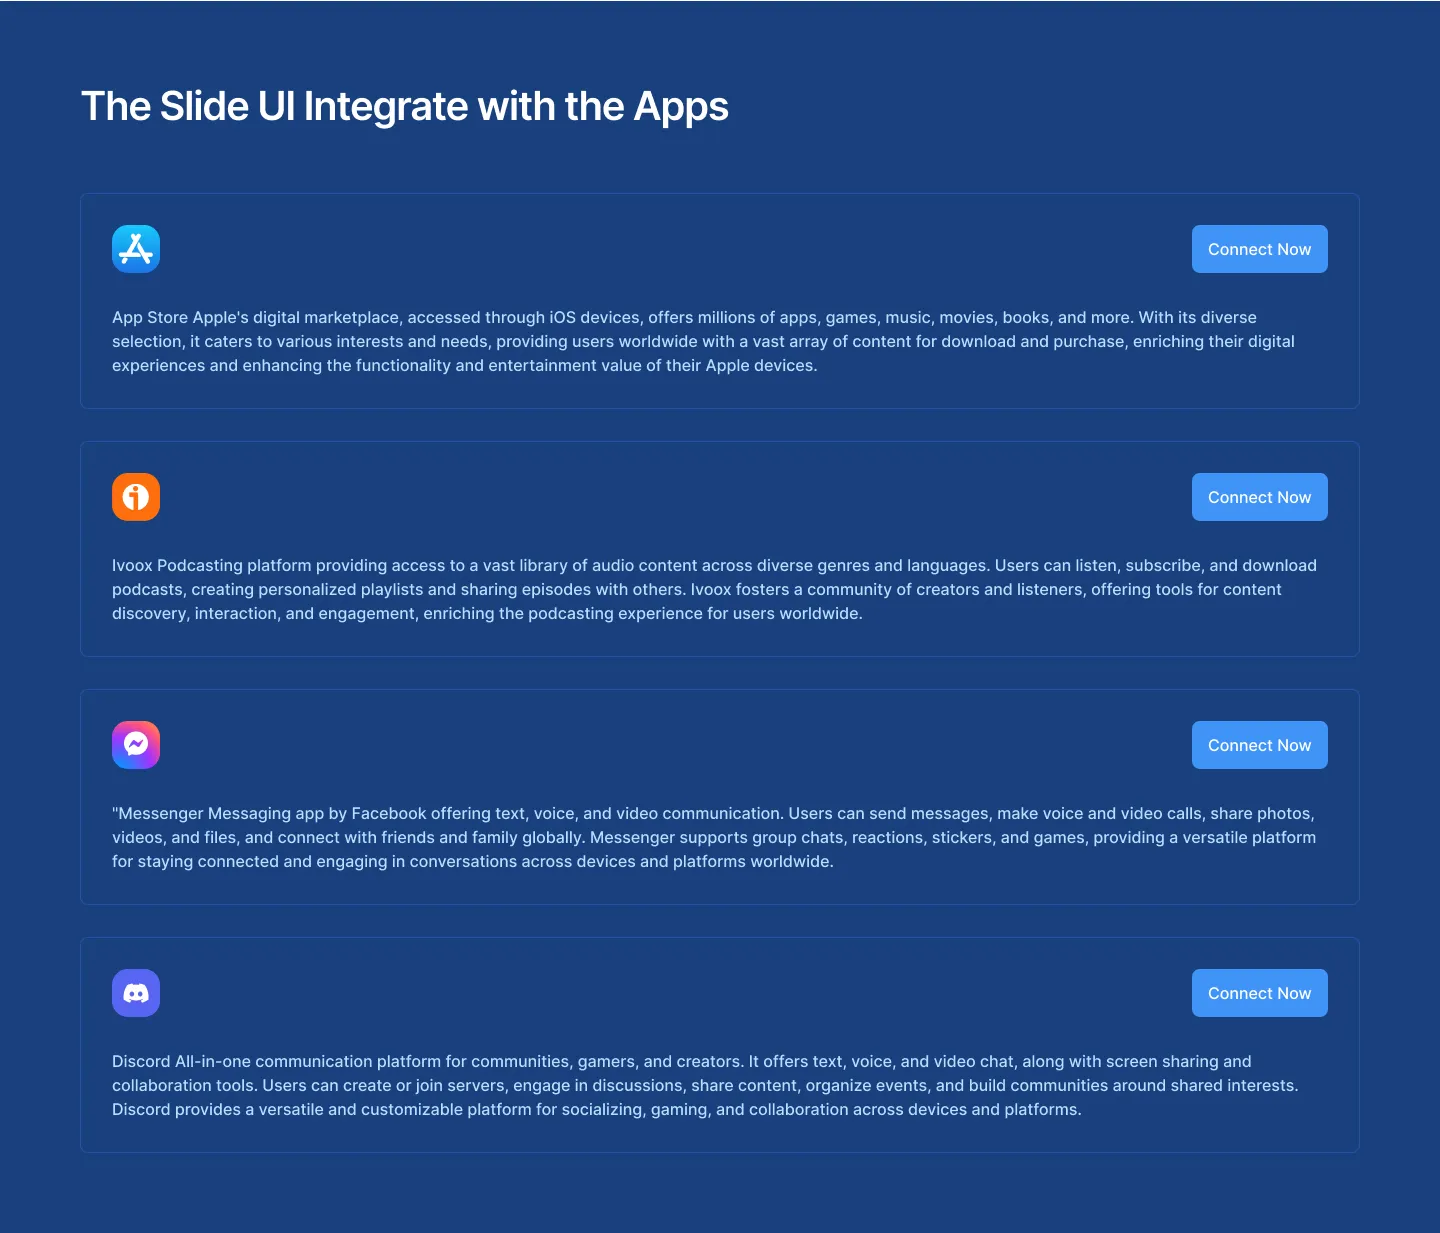 The Slide UI Integrate with the Apps
Connect Now
App Store Apple's digital marketplace, accessed through iOS devices, offers millions of apps, games, music, movies, books, and more. With its diverse
selection, it caters to various interests and needs, providing users worldwide with a vast array of content for download and purchase, enriching their digital
experiences and enhancing the functionality and entertainment value of their Apple devices.
Connect Now
Ivoox Podcasting platform providing access to a vast library of audio content across diverse genres and languages. Users can listen, subscribe, and download
podcasts, creating personalized playlists and sharing episodes with others. Ivoox fosters a community of creators and listeners, offering tools for content
discovery, interaction, and engagement, enriching the podcasting experience for users worldwide.
Connect Now
"Messenger Messaging app by Facebook offering text, voice, and video communication. Users can send messages, make voice and video calls, share photos,
videos, and files, and connect with friends and family globally. Messenger supports group chats, reactions, stickers, and games, providing a versatile platform
for staying connected and engaging in conversations across devices and platforms worldwide.
Connect Now
Discord All-in-one communication platform for communities, gamers, and creators. It offers text, voice, and video chat, along with screen sharing and
collaboration tools. Users can create or join servers, engage in discussions, share content, organize events, and build communities around shared interests.
Discord provides a versatile and customizable platform for socializing, gaming, and collaboration across devices and platforms.